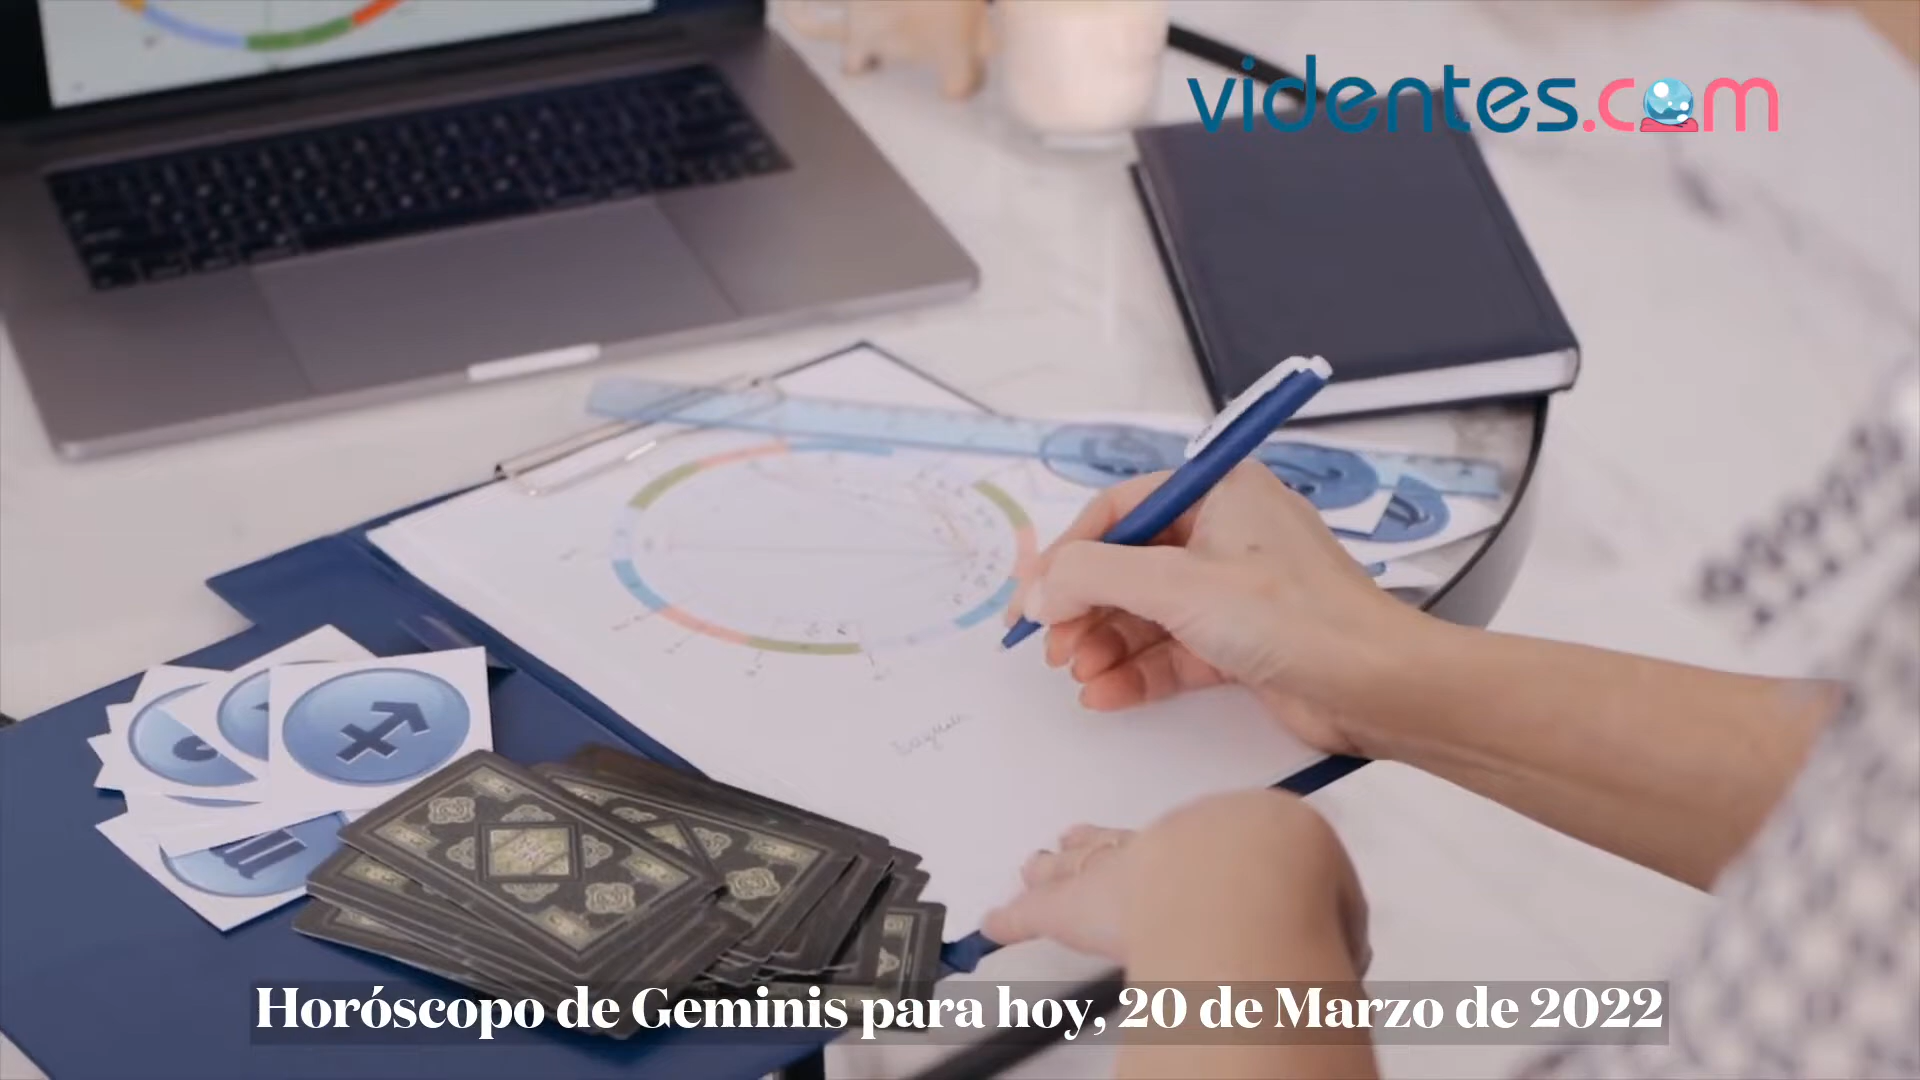 videntes.com
Horóscopo de Geminis para hoy, 20 de Marzo de 2022